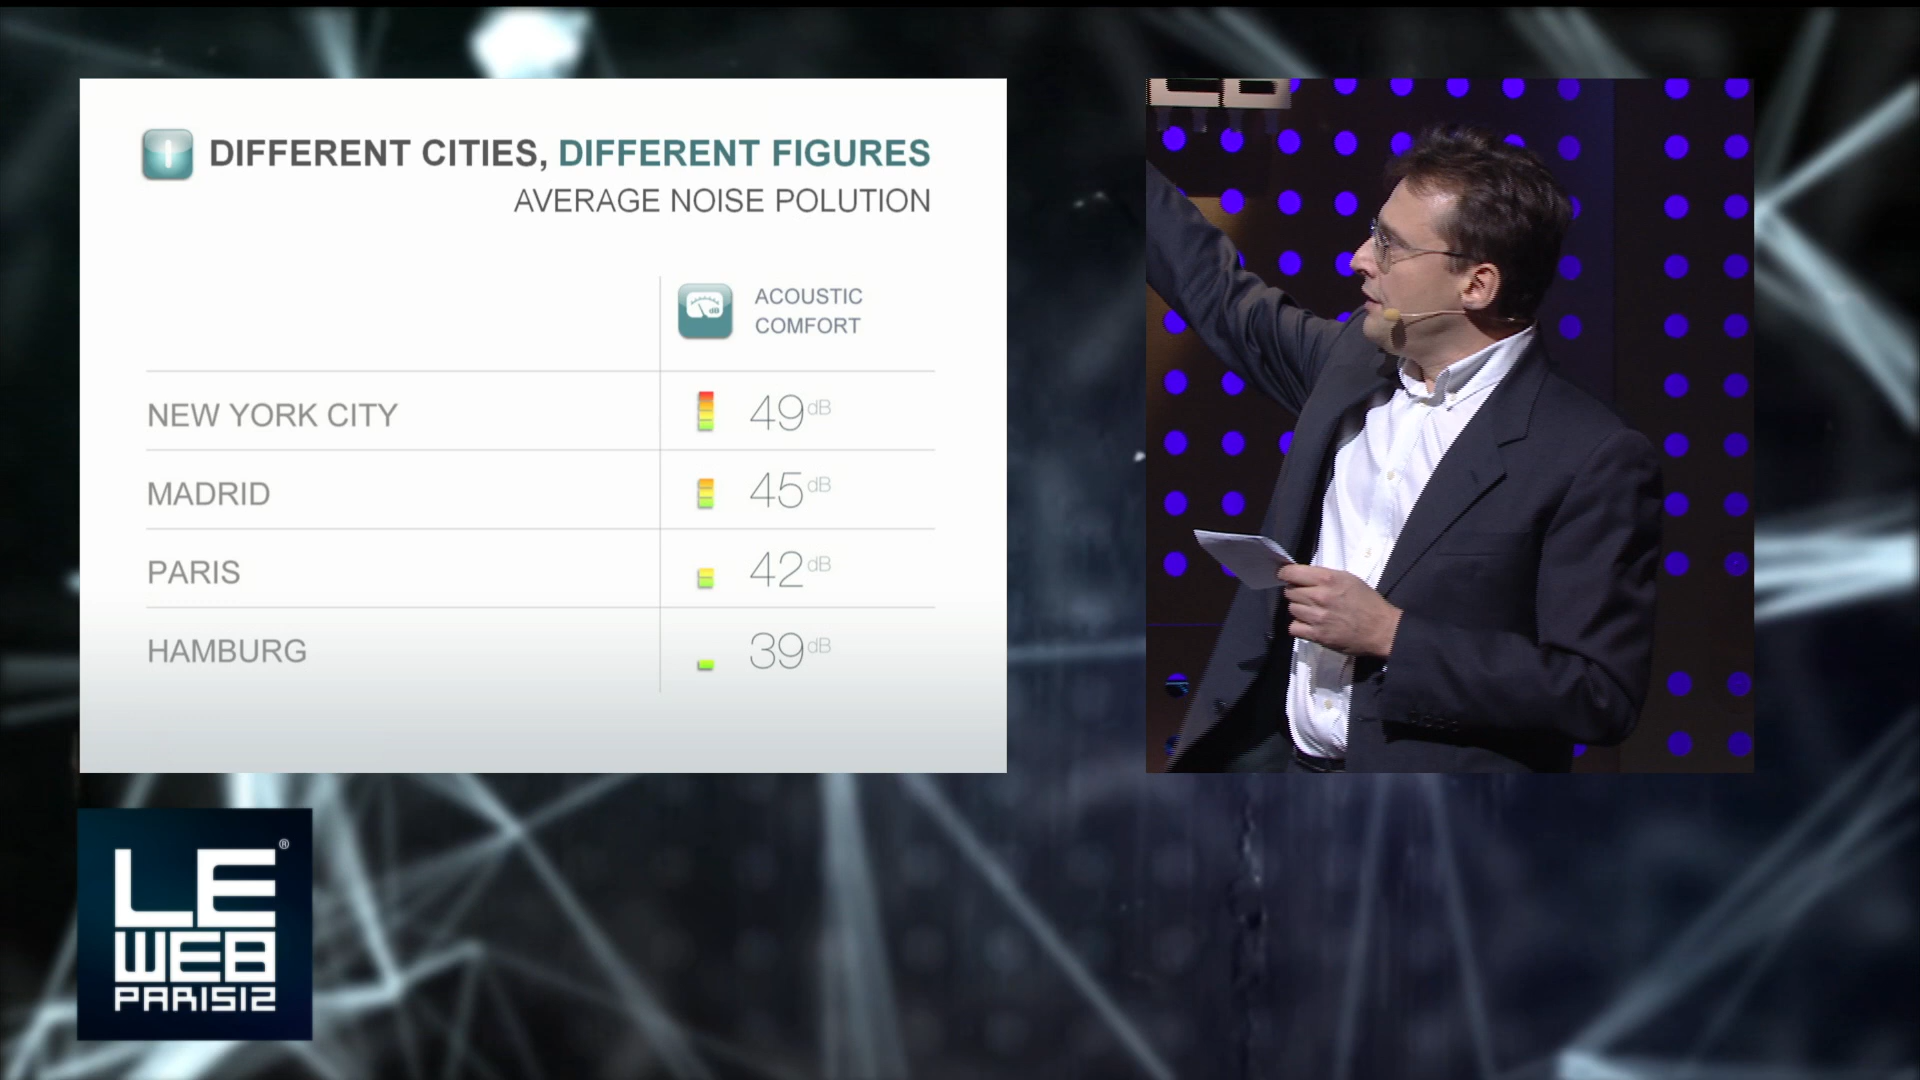 DIFFERENT CITIES, DIFFERENT FIGURES
AVERAGE NOISE POLUTION
dB
ACOUSTIC
COMFORT
NEW YORK CITY 49dB
MADRID 45dB
PARIS 42dB
HAMBURG 39dB
LE®
WEB
PARIS12